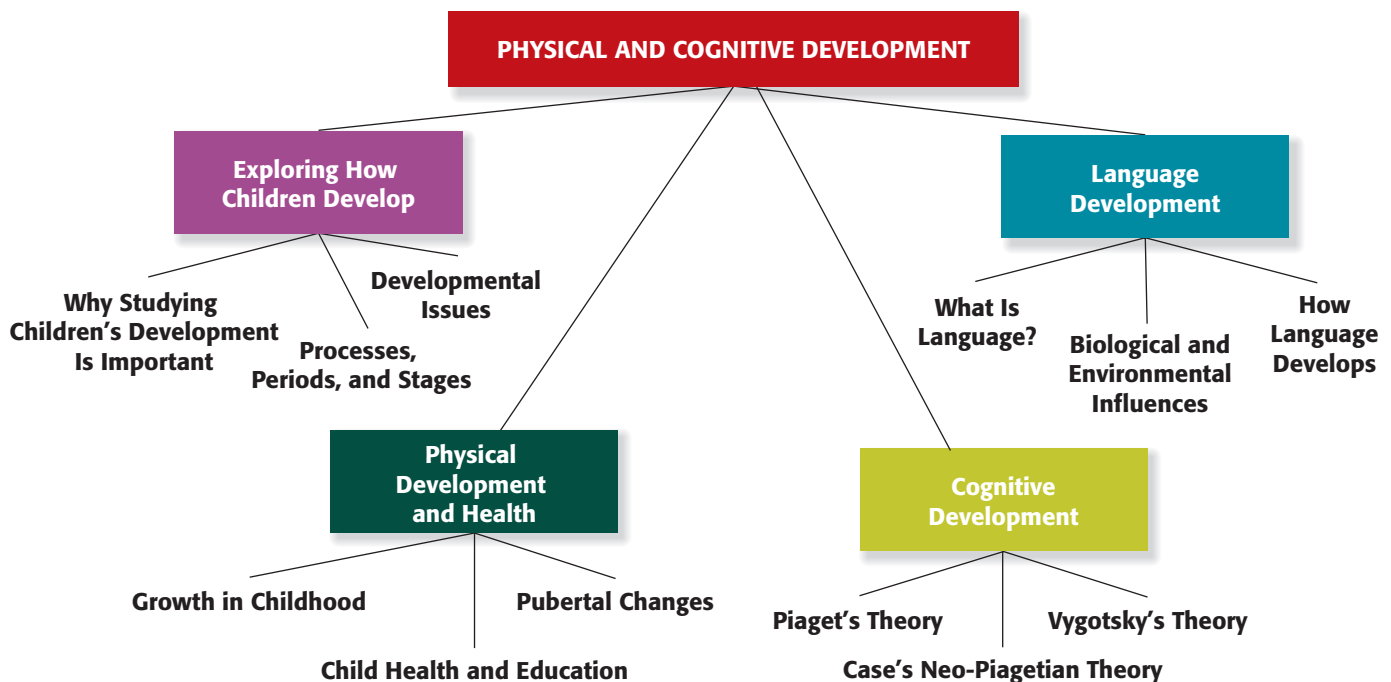 PHYSICAL AND COGNITIVE DEVELOPMENT
Exploring How
Children Develop
Why Studying
Children’s Development
Is Important
Processes,
Periods, and Stages
Developmental
Issues
Physical
Development
and Health
Growth in Childhood
Child Health and Education
Pubertal Changes
Cognitive
Development
Piaget’s Theory
Case’s Neo-Piagetian Theory
Vygotsky’s Theory
Language
Development
What Is
Language?
Biological and
Environmental
Influences
How
Language
Develops